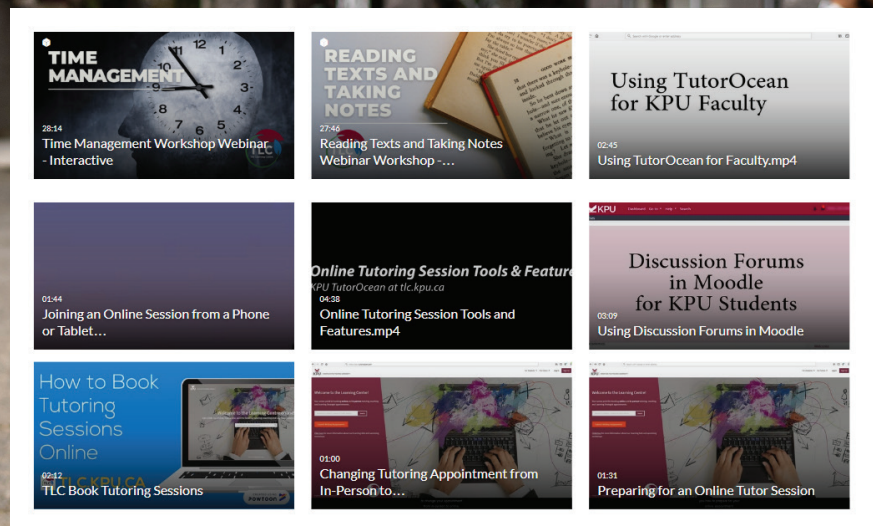 TIME
MANAGEMENT
28:14
Time Management Workshop Webinar
- Interactive
TLC
READING
TEXTS AND
TAKING
NOTES
27:46
Reading Texts and Taking Notes
Webinar Workshop -...
Using TutorOcean
for KPU Faculty
02:45
Using TutorOcean for Faculty.mp4
01:44
Joining an Online Session from a Phone
or Tablet...
Online Tutoring Session Tools & Feature
KPU TutorOcean at tlc.kpu.ca
04:38
Online Tutoring Session Tools and
Features.mp4
KPU
Discussion Forums
in Moodle
for KPU Students
03:09
Using Discussion Forums in Moodle
How to Book
Tutoring
Sessions
Online
TLC.KPU.CA
02:12
TLC Book Tutoring Sessions
POWTOON
KPU
Welcome to the Learning Centre!
01:00
Changing Tutoring Appointment from
In-Person to...
KPU
Welcome to the Learning Centre!
01:31
Preparing for an Online Tutor Session